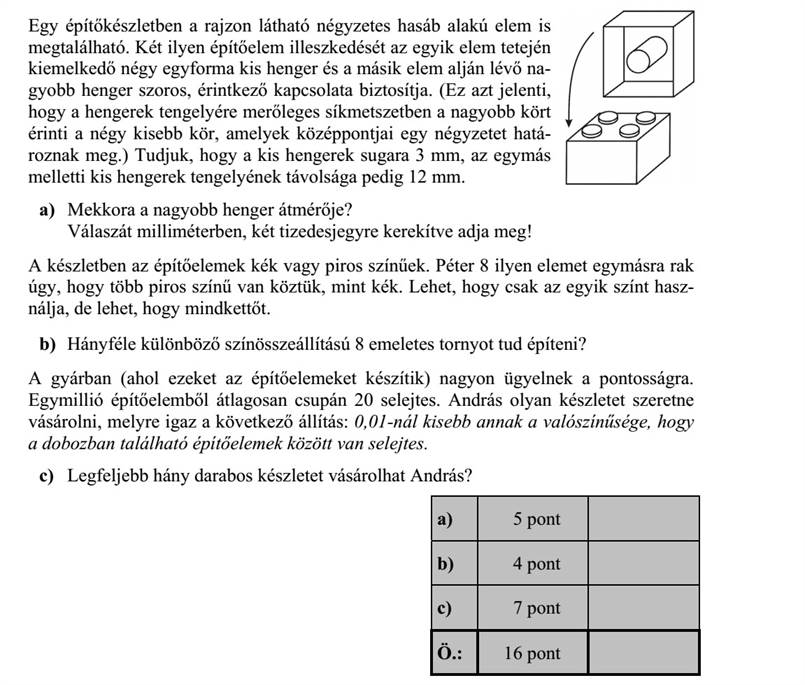 Egy építőkészletben a rajzon látható négyzetes hasáb alakú elem is
megtalálható. Két ilyen építőelem illeszkedését az egyik elem tetején
kiemelkedő négy egyforma kis henger és a másik elem alján lévő na-
gyobb henger szoros, érintkező kapcsolata biztosítja. (Ez azt jelenti,
hogy a hengerek tengelyére merőleges síkmetszetben a nagyobb kört
érinti a négy kisebb kör, amelyek középpontjai egy négyzetet hatá-
roznak meg.) Tudjuk, hogy a kis hengerek sugara 3 mm, az egymás
melletti kis hengerek tengelyének távolsága pedig 12 mm.
a) Mekkora a nagyobb henger átmérője?
Válaszát milliméterben, két tizedesjegyre kerekítve adja meg!
A készletben az építőelemek kék vagy piros színűek. Péter 8 ilyen elemet egymásra rak
úgy, hogy több piros színű van köztük, mint kék. Lehet, hogy csak az egyik színt hasz-
nálja, de lehet, hogy mindkettőt.
b) Hányféle különböző színösszeállítású 8 emeletes tornyot tud építeni?
A gyárban (ahol ezeket az építőelemeket készítik) nagyon ügyelnek a pontosságra.
Egymillió építőelemből átlagosan csupán 20 selejtes. András olyan készletet szeretne
vásárolni, melyre igaz a következő állítás: 0,01-nál kisebb annak a valószínűsége, hogy
a dobozban található építőelemek között van selejtes.
c) Legfeljebb hány darabos készletet vásárolhat András?
a) 5 pont
b) 4 pont
c) 7 pont
Ö.: 16 pont